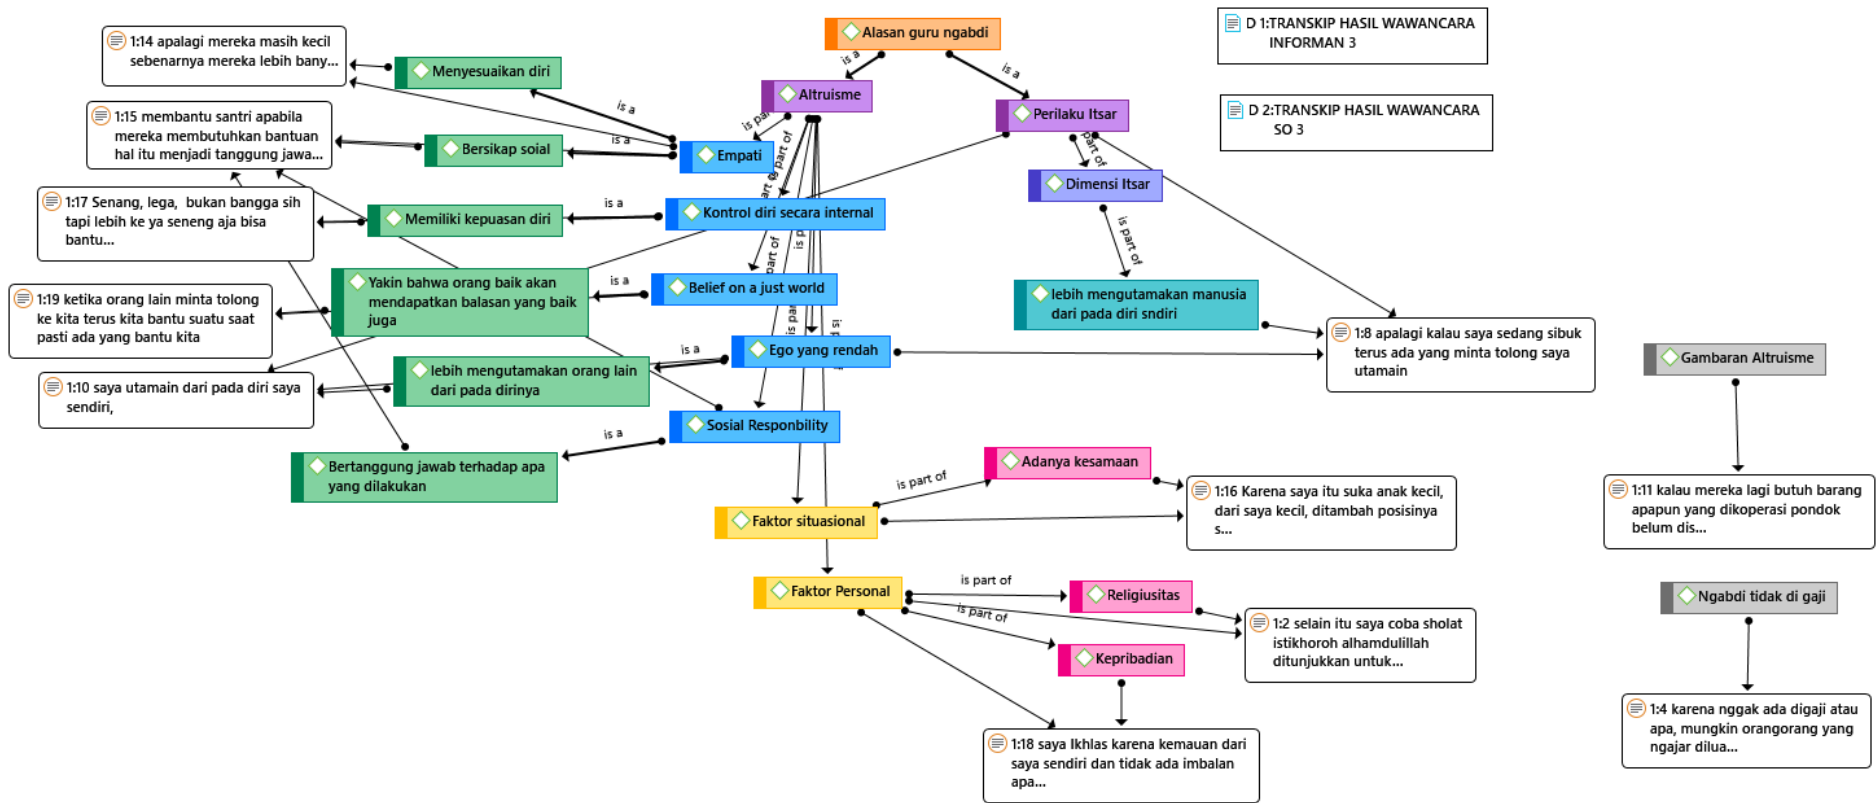 Alasan guru ngabdi
D 1:TRANSKIP HASIL WAWANCARA
INFORMAN 3
D 2:TRANSKIP HASIL WAWANCARA
SO 3
is a
is a
1:14 apalagi mereka masih kecil
sebenarnya mereka lebih bany...
Menyesuaikan diri
Altruisme
Perilaku Itsar
is a
is part
part of
1:15 membantu santri apabila
mereka membutuhkan bantuan
hal itu menjadi tanggung jawa...
Bersikap soial
is a
Empati
is part of
part of
Dimensi Itsar
is part of
1:17 Senang, lega, bukan bangga sih
tapi lebih ke ya seneng aja bisa
bantu...
Memiliki kepuasan diri
is a
Kontrol diri secara internal
is p
part of
Yakin bahwa orang baik akan
mendapatkan balasan yang baik
juga
is a
Belief on a just world
lebih mengutamakan manusia
dari pada diri sndiri
1:19 ketika orang lain minta tolong
ke kita terus kita bantu suatu saat
pasti ada yang bantu kita
is pa
is p
1:8 apalagi kalau saya sedang sibuk
terus ada yang minta tolong saya
utamain
is a
Ego yang rendah
of
lebih mengutamakan orang lain
dari pada dirinya
1:10 saya utamain dari pada diri saya
sendiri,
Gambaran Altruisme
Sosial Responbility
is a
Bertanggung jawab terhadap apa
yang dilakukan
Adanya kesamaan
is part of
1:16 Karena saya itu suka anak kecil,
dari saya kecil, ditambah posisinya
s...
1:11 kalau mereka lagi butuh barang
apapun yang dikoperasi pondok
belum dis...
Faktor situasional
Faktor Personal
is part of
Religiusitas
is part of
1:2 selain itu saya coba sholat
istikhoroh alhamdulillah
ditunjukkan untuk...
Kepribadian
Ngabdi tidak di gaji
1:4 karena nggak ada digaji atau
apa, mungkin orangorang yang
ngajar dilua...
1:18 saya Ikhlas karena kemauan dari
saya sendiri dan tidak ada imbalan
apa...